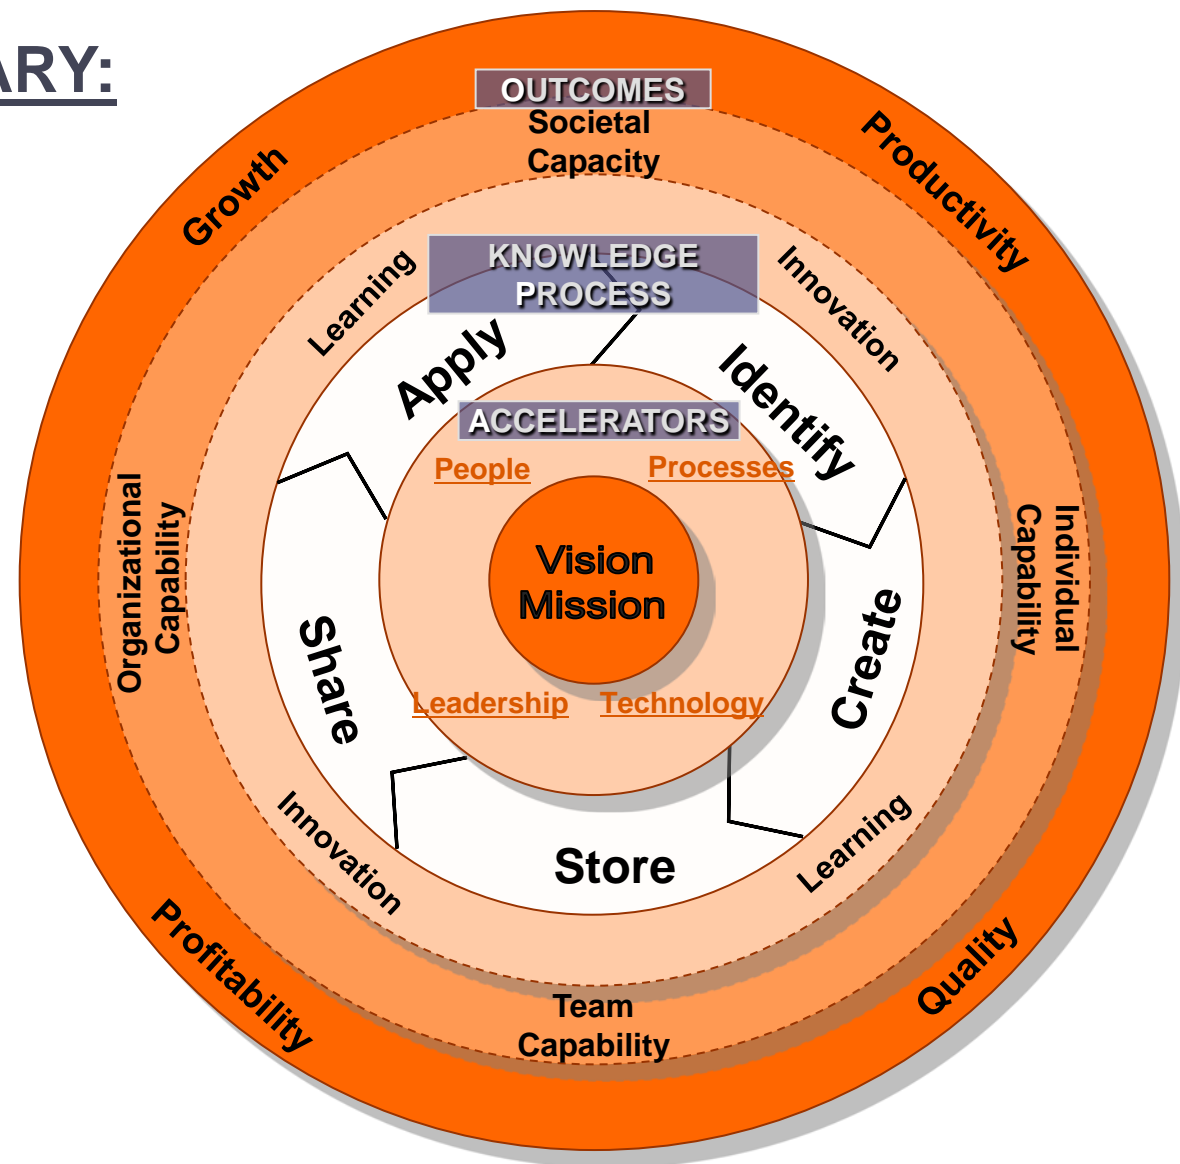 ARY:
OUTCOMES
Societal
Capacity
Growth
Productivity
Learning
KNOWLEDGE
PROCESS
Innovation
Apply
Identify
ACCELERATORS
People
Processes
Organizational
Capability
Vision
Mission
Individual
Capability
Share
Create
Leadership
Technology
Innovation
Store
Learning
Profitability
Team
Capability
Quality